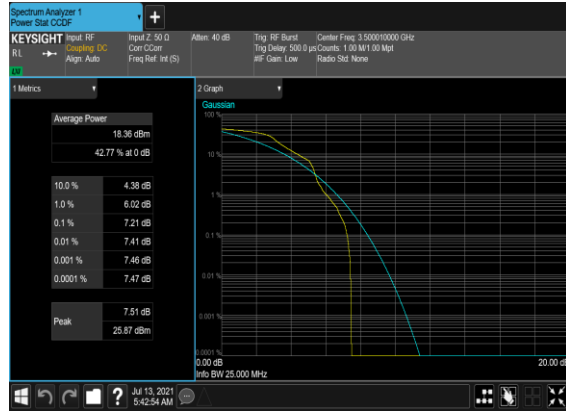 Spectrum Analyzer 1
Power Stat CCDF
KEYSIGHT
RL
Input: RF
Coupling: DC
Align: Auto
Input Z: 50 Ω
Corr CCorr
Freq Ref: Int (S)
Atten: 40 dB
Trig: RF Burst
Trig Delay: 500.0 µs
#IF Gain: Low
Center Freq: 3.500010000 GHz
Counts: 1.00 M/1.00 Mpt
Radio Std: None
1 Metrics
Average Power
18.36 dBm
42.77 % at 0 dB
10.0 % 4.38 dB
1.0 % 6.02 dB
0.1 % 7.21 dB
0.01 % 7.41 dB
0.001 % 7.46 dB
0.0001 % 7.47 dB
Peak
7.51 dB
25.87 dBm
2 Graph
Gaussian
100 %
10 %
1 %
0.1 %
0.01 %
0.001 %
0.0001 %
0.00 dB
20.00 dB
Info BW 25.000 MHz
?
Jul 13, 2021
5:42:54 AM